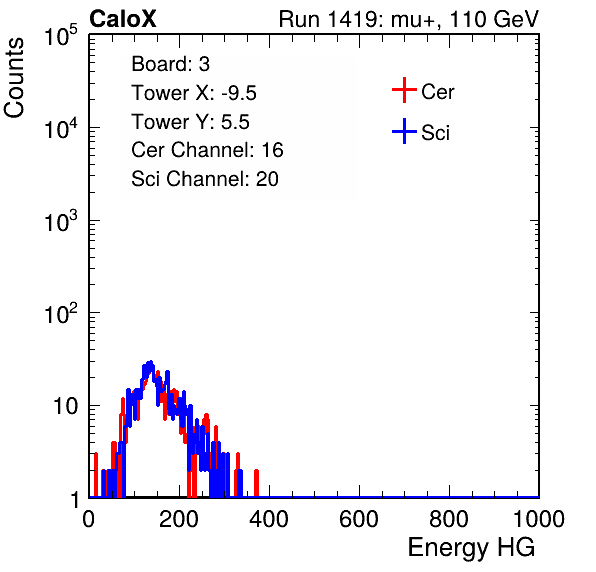 CaloX Run 1419: mu+, 110 GeV
Counts
Board: 3
Tower X: -9.5
Tower Y: 5.5
Cer Channel: 16
Sci Channel: 20
Cer
Sci
10^5
10^4
10^3
10^2
10
1
0 200 400 600 800 1000
Energy HG